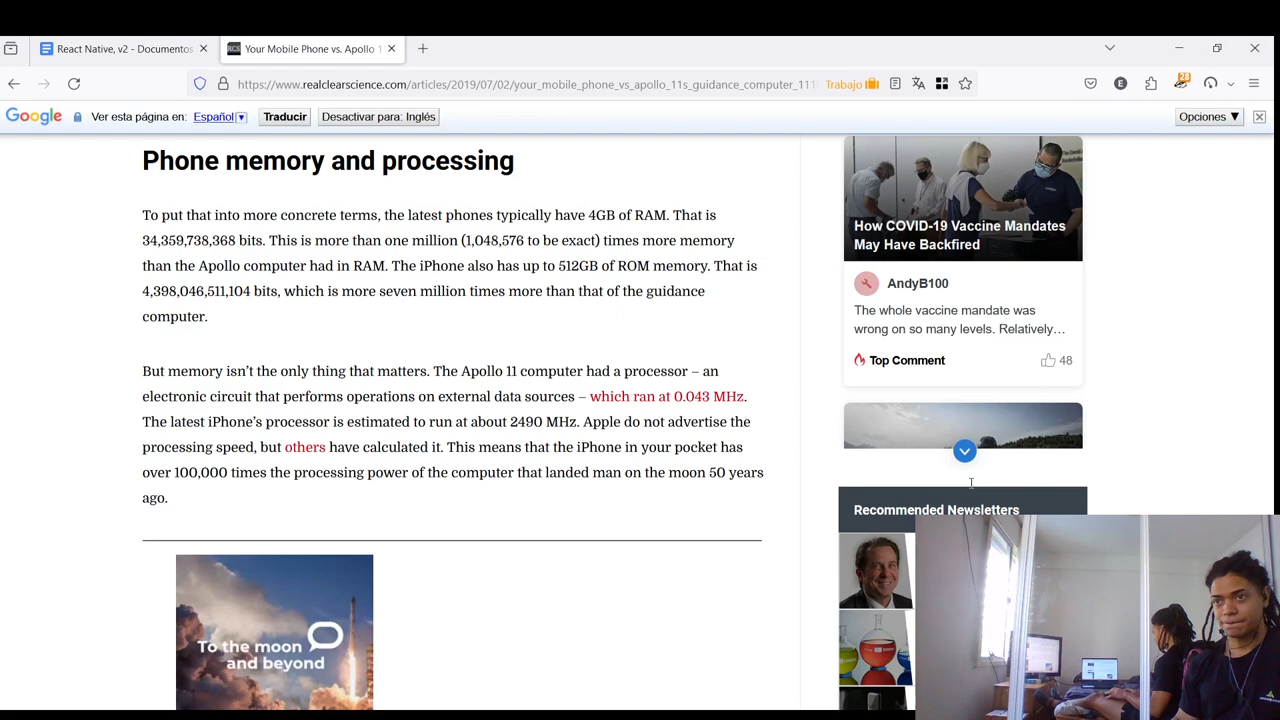 React Native, v2 - Documentos
Your Mobile Phone vs. Apollo 1
https://www.realclearscience.com/articles/2019/07/02/your_mobile_phone_vs_apollo_11s_guidance_computer_111
Trabajo
E
28
Google
Ver esta página en:
Español
Traducir
Desactivar para: Inglés
Opciones ▼
Phone memory and processing
To put that into more concrete terms, the latest phones typically have 4GB of RAM. That is
34,359,738,368 bits. This is more than one million (1,048,576 to be exact) times more memory
than the Apollo computer had in RAM. The iPhone also has up to 512GB of ROM memory. That is
4,398,046,511,104 bits, which is more seven million times more than that of the guidance
computer.
But memory isn’t the only thing that matters. The Apollo 11 computer had a processor – an
electronic circuit that performs operations on external data sources – which ran at 0.043 MHz.
The latest iPhone’s processor is estimated to run at about 2490 MHz. Apple do not advertise the
processing speed, but others have calculated it. This means that the iPhone in your pocket has
over 100,000 times the processing power of the computer that landed man on the moon 50 years
ago.
To the moon
and beyond
How COVID-19 Vaccine Mandates
May Have Backfired
AndyB100
The whole vaccine mandate was
wrong on so many levels. Relatively…
Top Comment
48
Recommended Newsletters